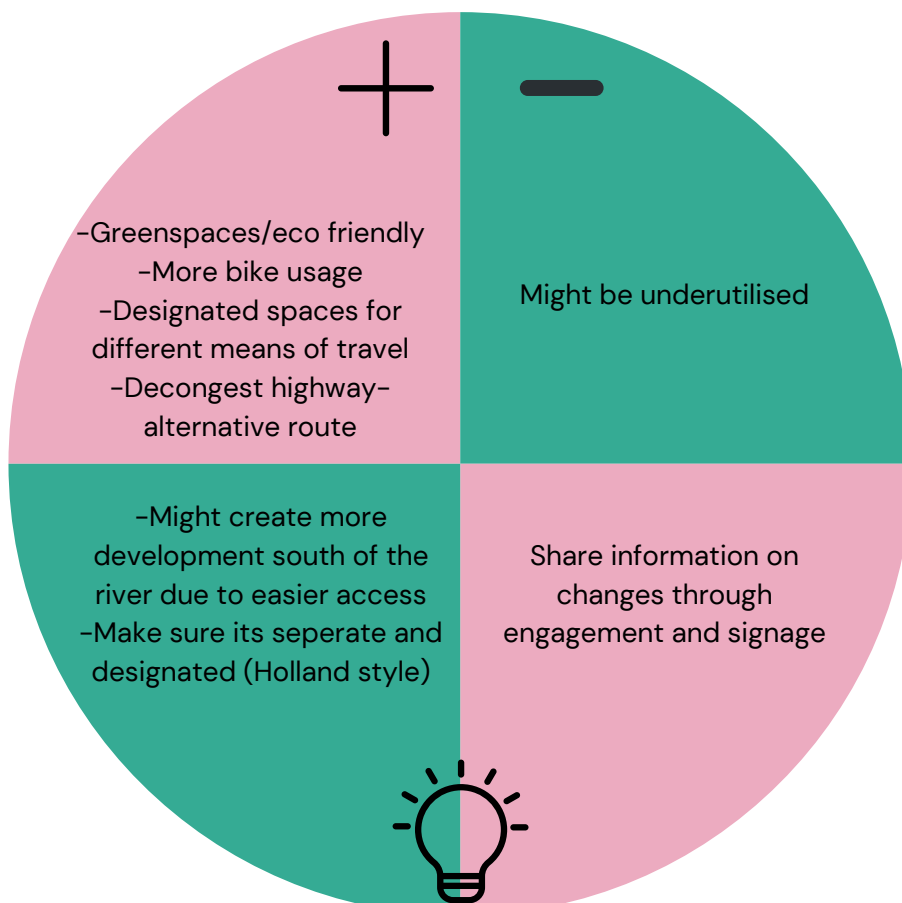 -Greenspaces/eco friendly
-More bike usage
-Designated spaces for
different means of travel
-Decongest highway-
alternative route
Might be underutilised
-Might create more
development south of the
river due to easier access
-Make sure its seperate and
designated (Holland style)
Share information on
changes through
engagement and signage